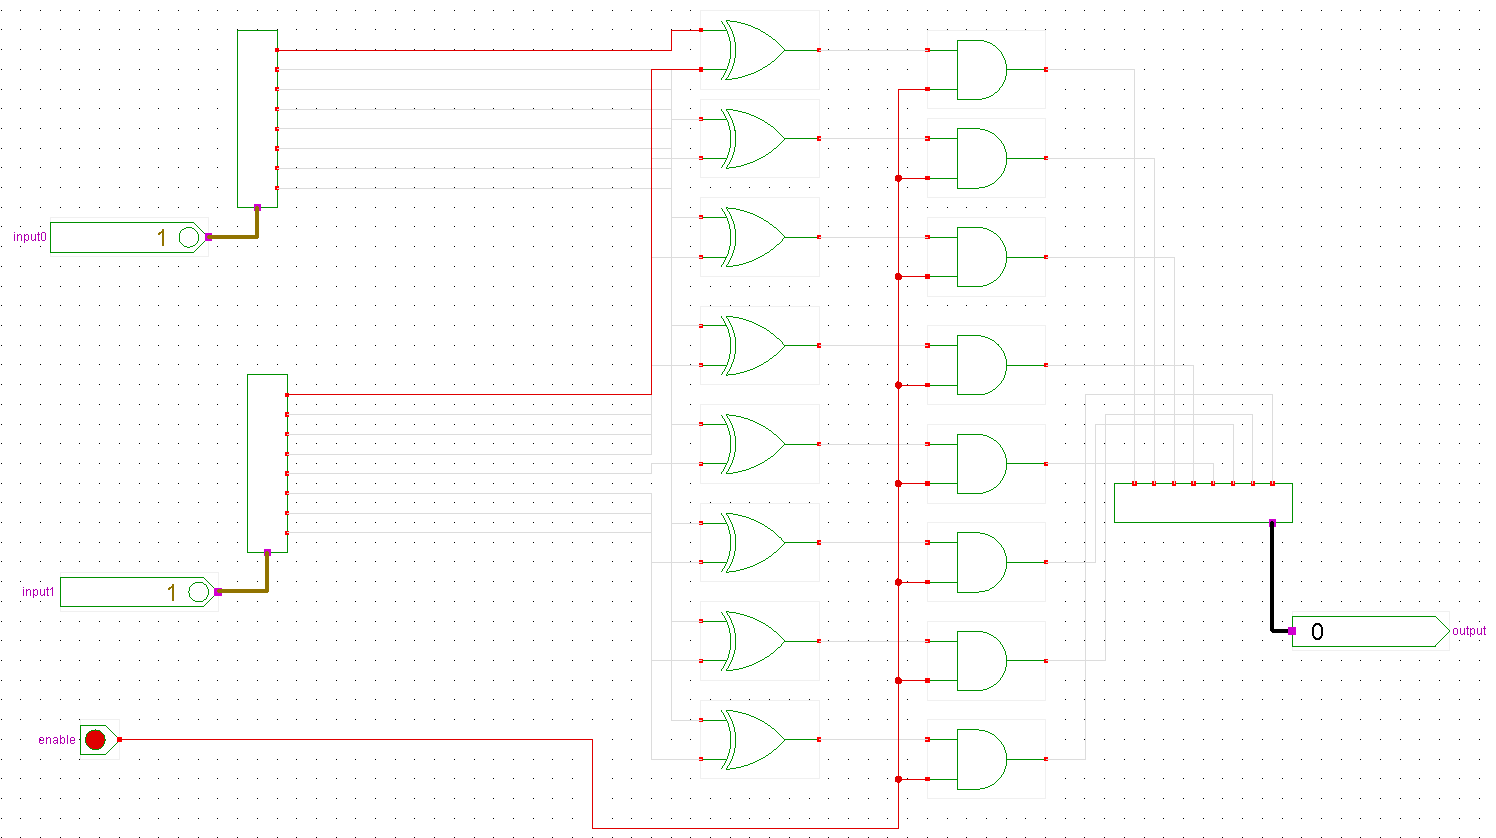 input0
1
input1
1
enable
0
output